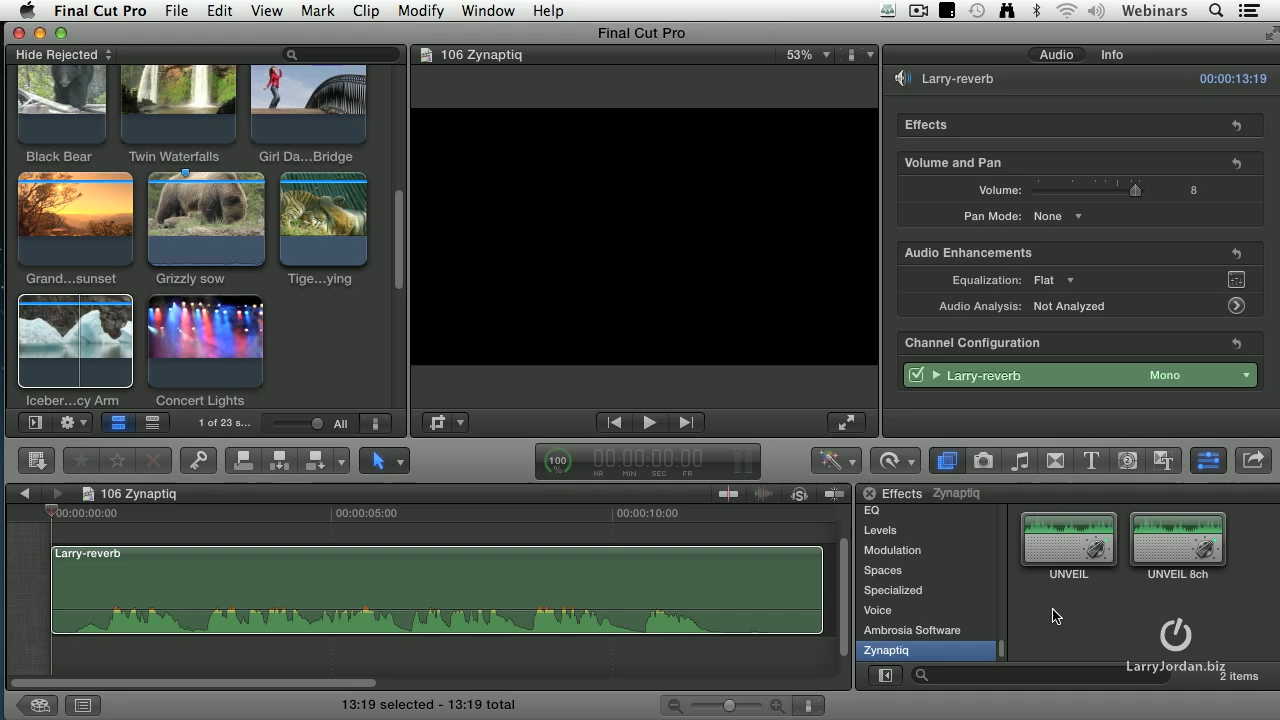 Final Cut Pro File Edit View Mark Clip Modify Window Help Webinars
Final Cut Pro
Hide Rejected
106 Zynaptiq 53%
Audio Info
Larry-reverb 00:00:13:19
Effects
Volume and Pan
Volume: 8
Pan Mode: None
Audio Enhancements
Equalization: Flat
Audio Analysis: Not Analyzed
Channel Configuration
Larry-reverb Mono
Black Bear Twin Waterfalls Girl Da...Bridge
Grand...sunset Grizzly sow Tige...ying
Iceber...cy Arm Concert Lights
1 of 23 s... All
100 % 00:00:00:00
HR MIN SEC FR
106 Zynaptiq
00:00:00:00 00:00:05:00 00:00:10:00
Larry-reverb
Effects Zynaptiq
EQ
Levels
Modulation
Spaces
Specialized
Voice
Ambrosia Software
Zynaptiq
UNVEIL UNVEIL 8ch
LarryJordan.biz
2 items
13:19 selected - 13:19 total